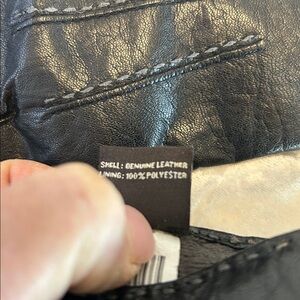 SHELL: GENUINE LEATHER
LINING: 100% POLYESTER